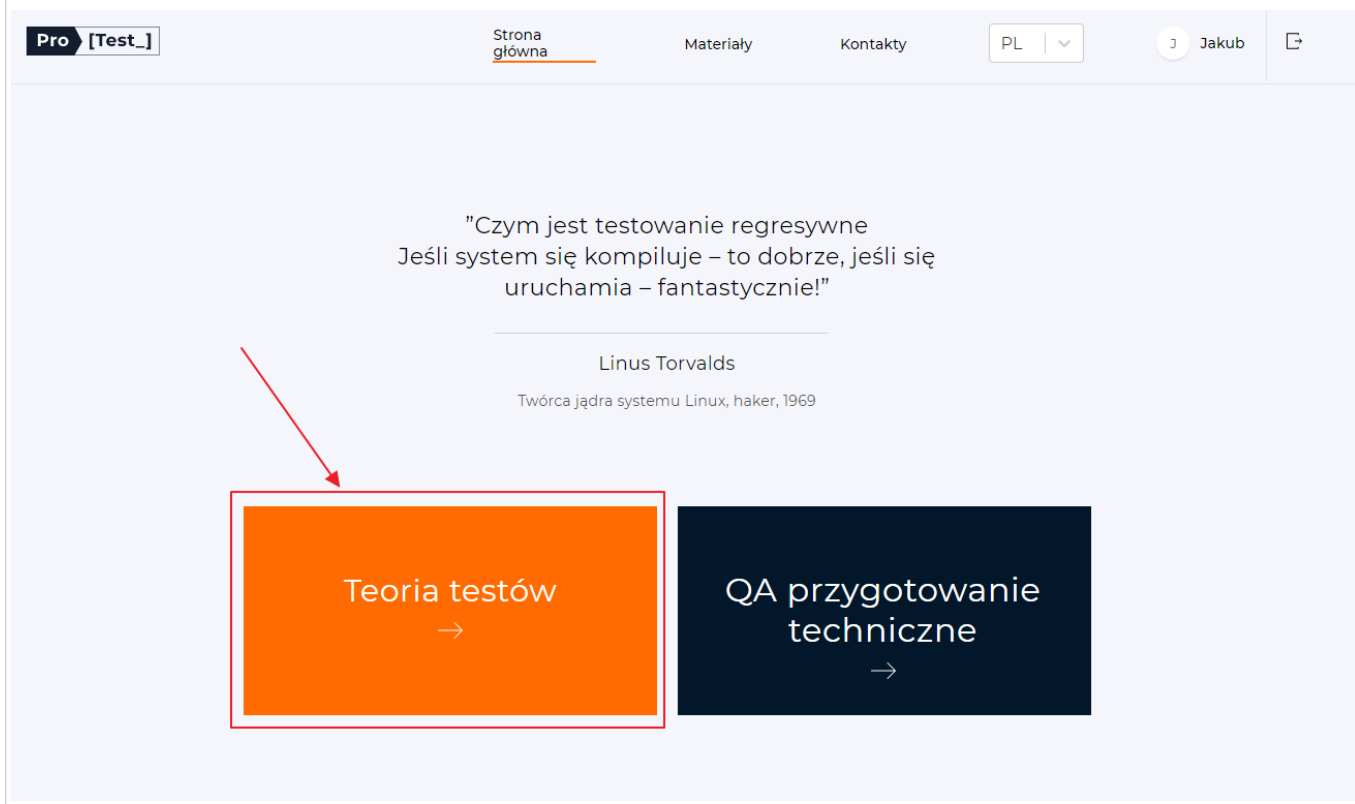 Pro [Test_]
Strona
główna
Materiały
Kontakty
PL
J
Jakub
"Czym jest testowanie regresywne
Jeśli system się kompiluje – to dobrze, jeśli się
uruchamia – fantastycznie!"
Linus Torvalds
Twórca jądra systemu Linux, haker, 1969
Teoria testów
QA przygotowanie
techniczne